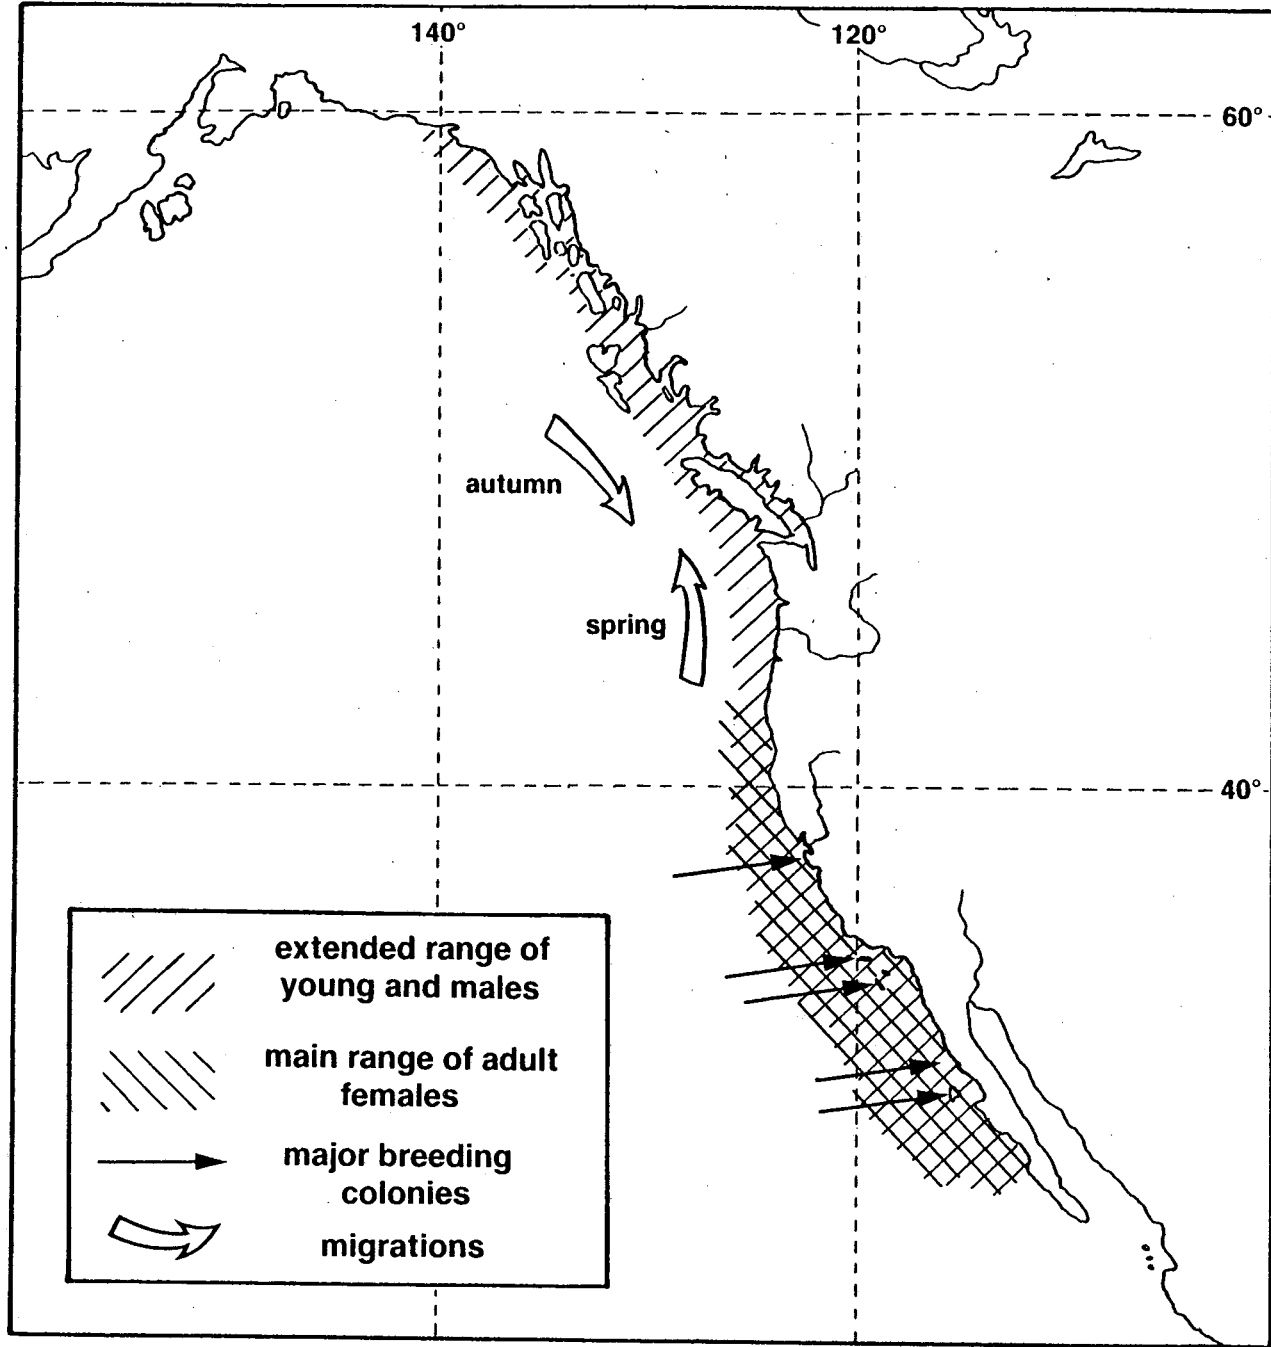 140°
120°
60°
autumn
spring
40°
extended range of
young and males
main range of adult
females
major breeding
colonies
migrations